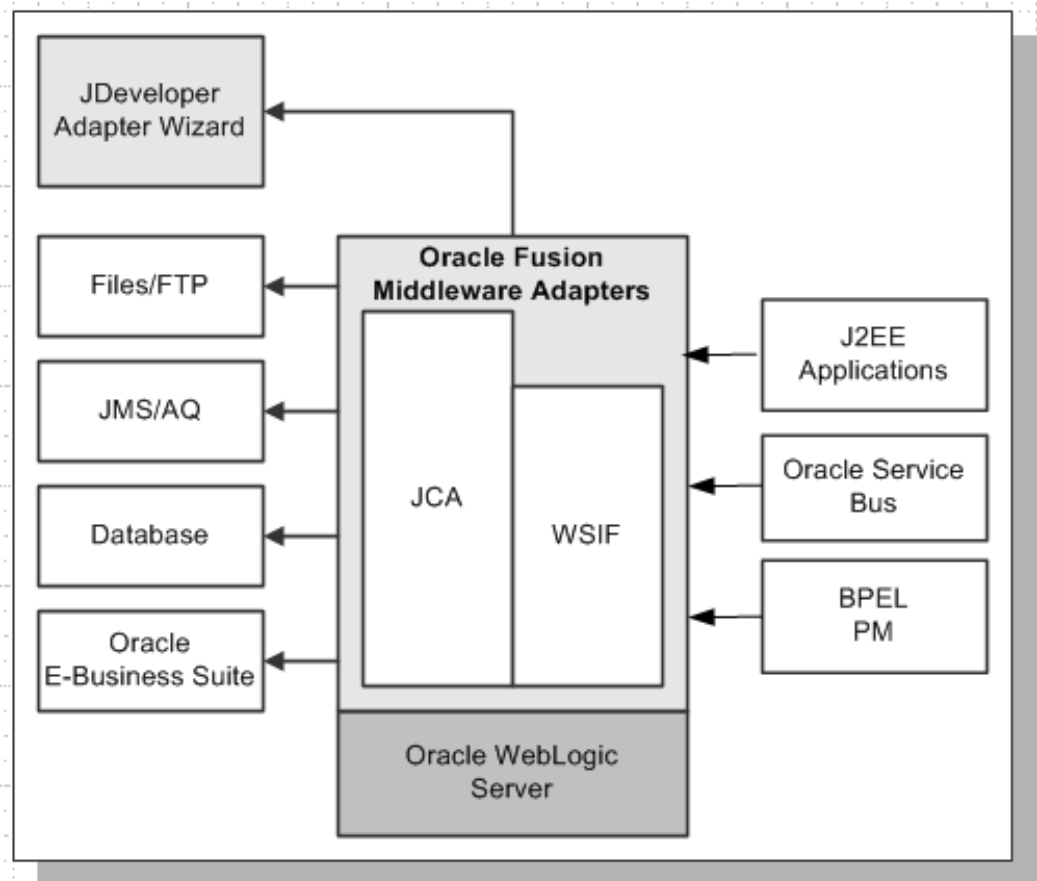 JDeveloper
Adapter Wizard
Files/FTP
JMS/AQ
Database
Oracle
E-Business Suite
Oracle Fusion
Middleware Adapters
JCA
WSIF
Oracle WebLogic
Server
J2EE
Applications
Oracle Service
Bus
BPEL
PM